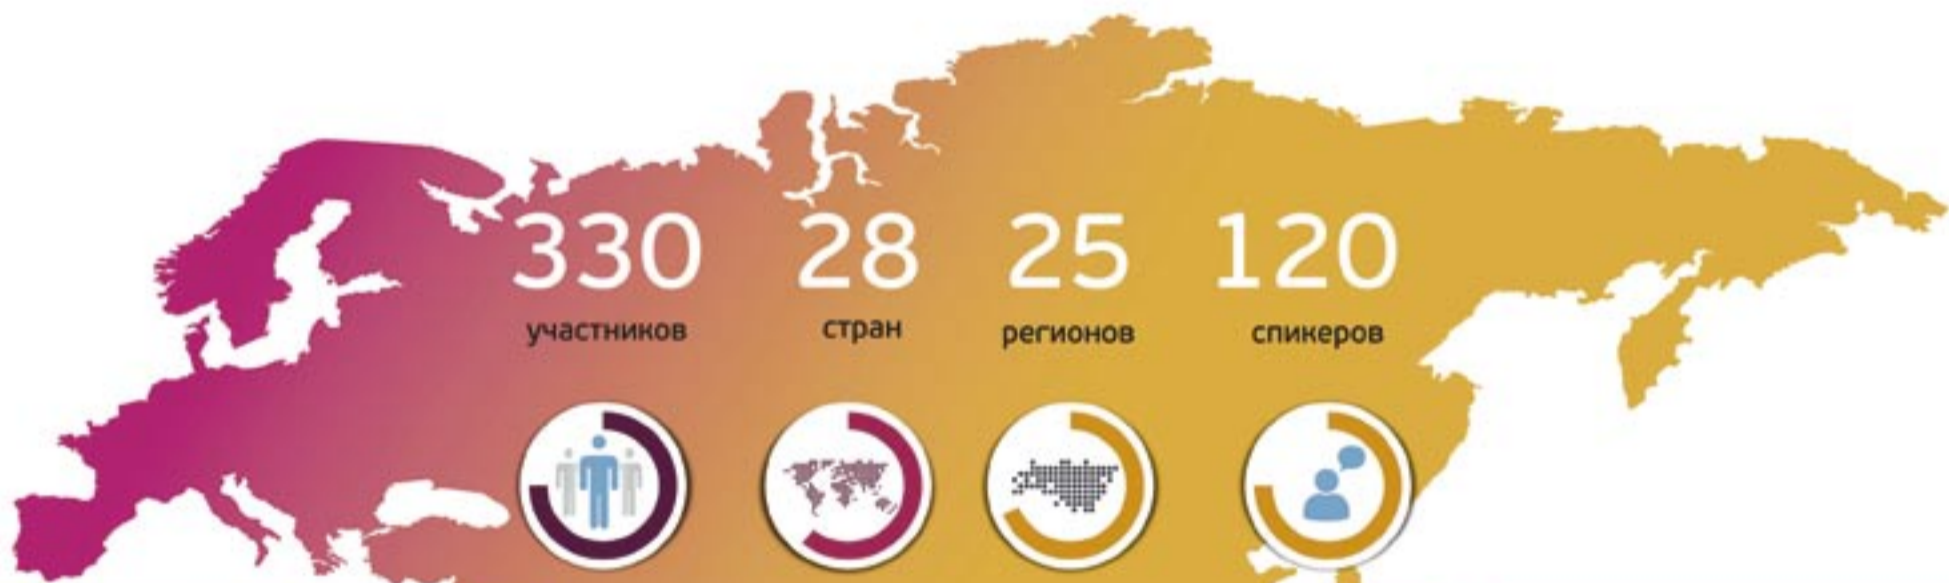 330 28 25 120
участников стран регионов спикеров